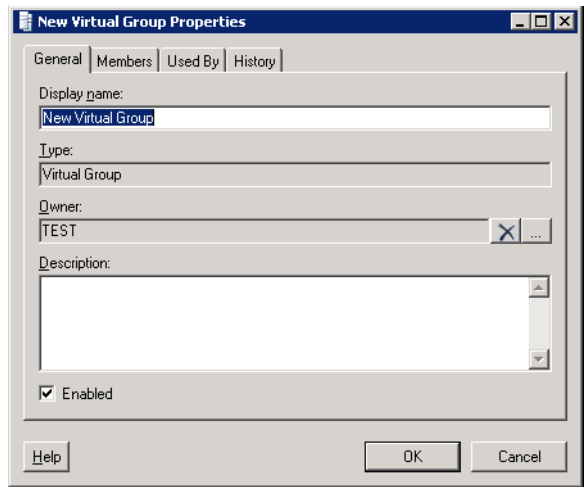 New Virtual Group Properties
General Members Used By History
Display name:
New Virtual Group
Type:
Virtual Group
Owner:
TEST ...
Description:
Enabled
Help OK Cancel